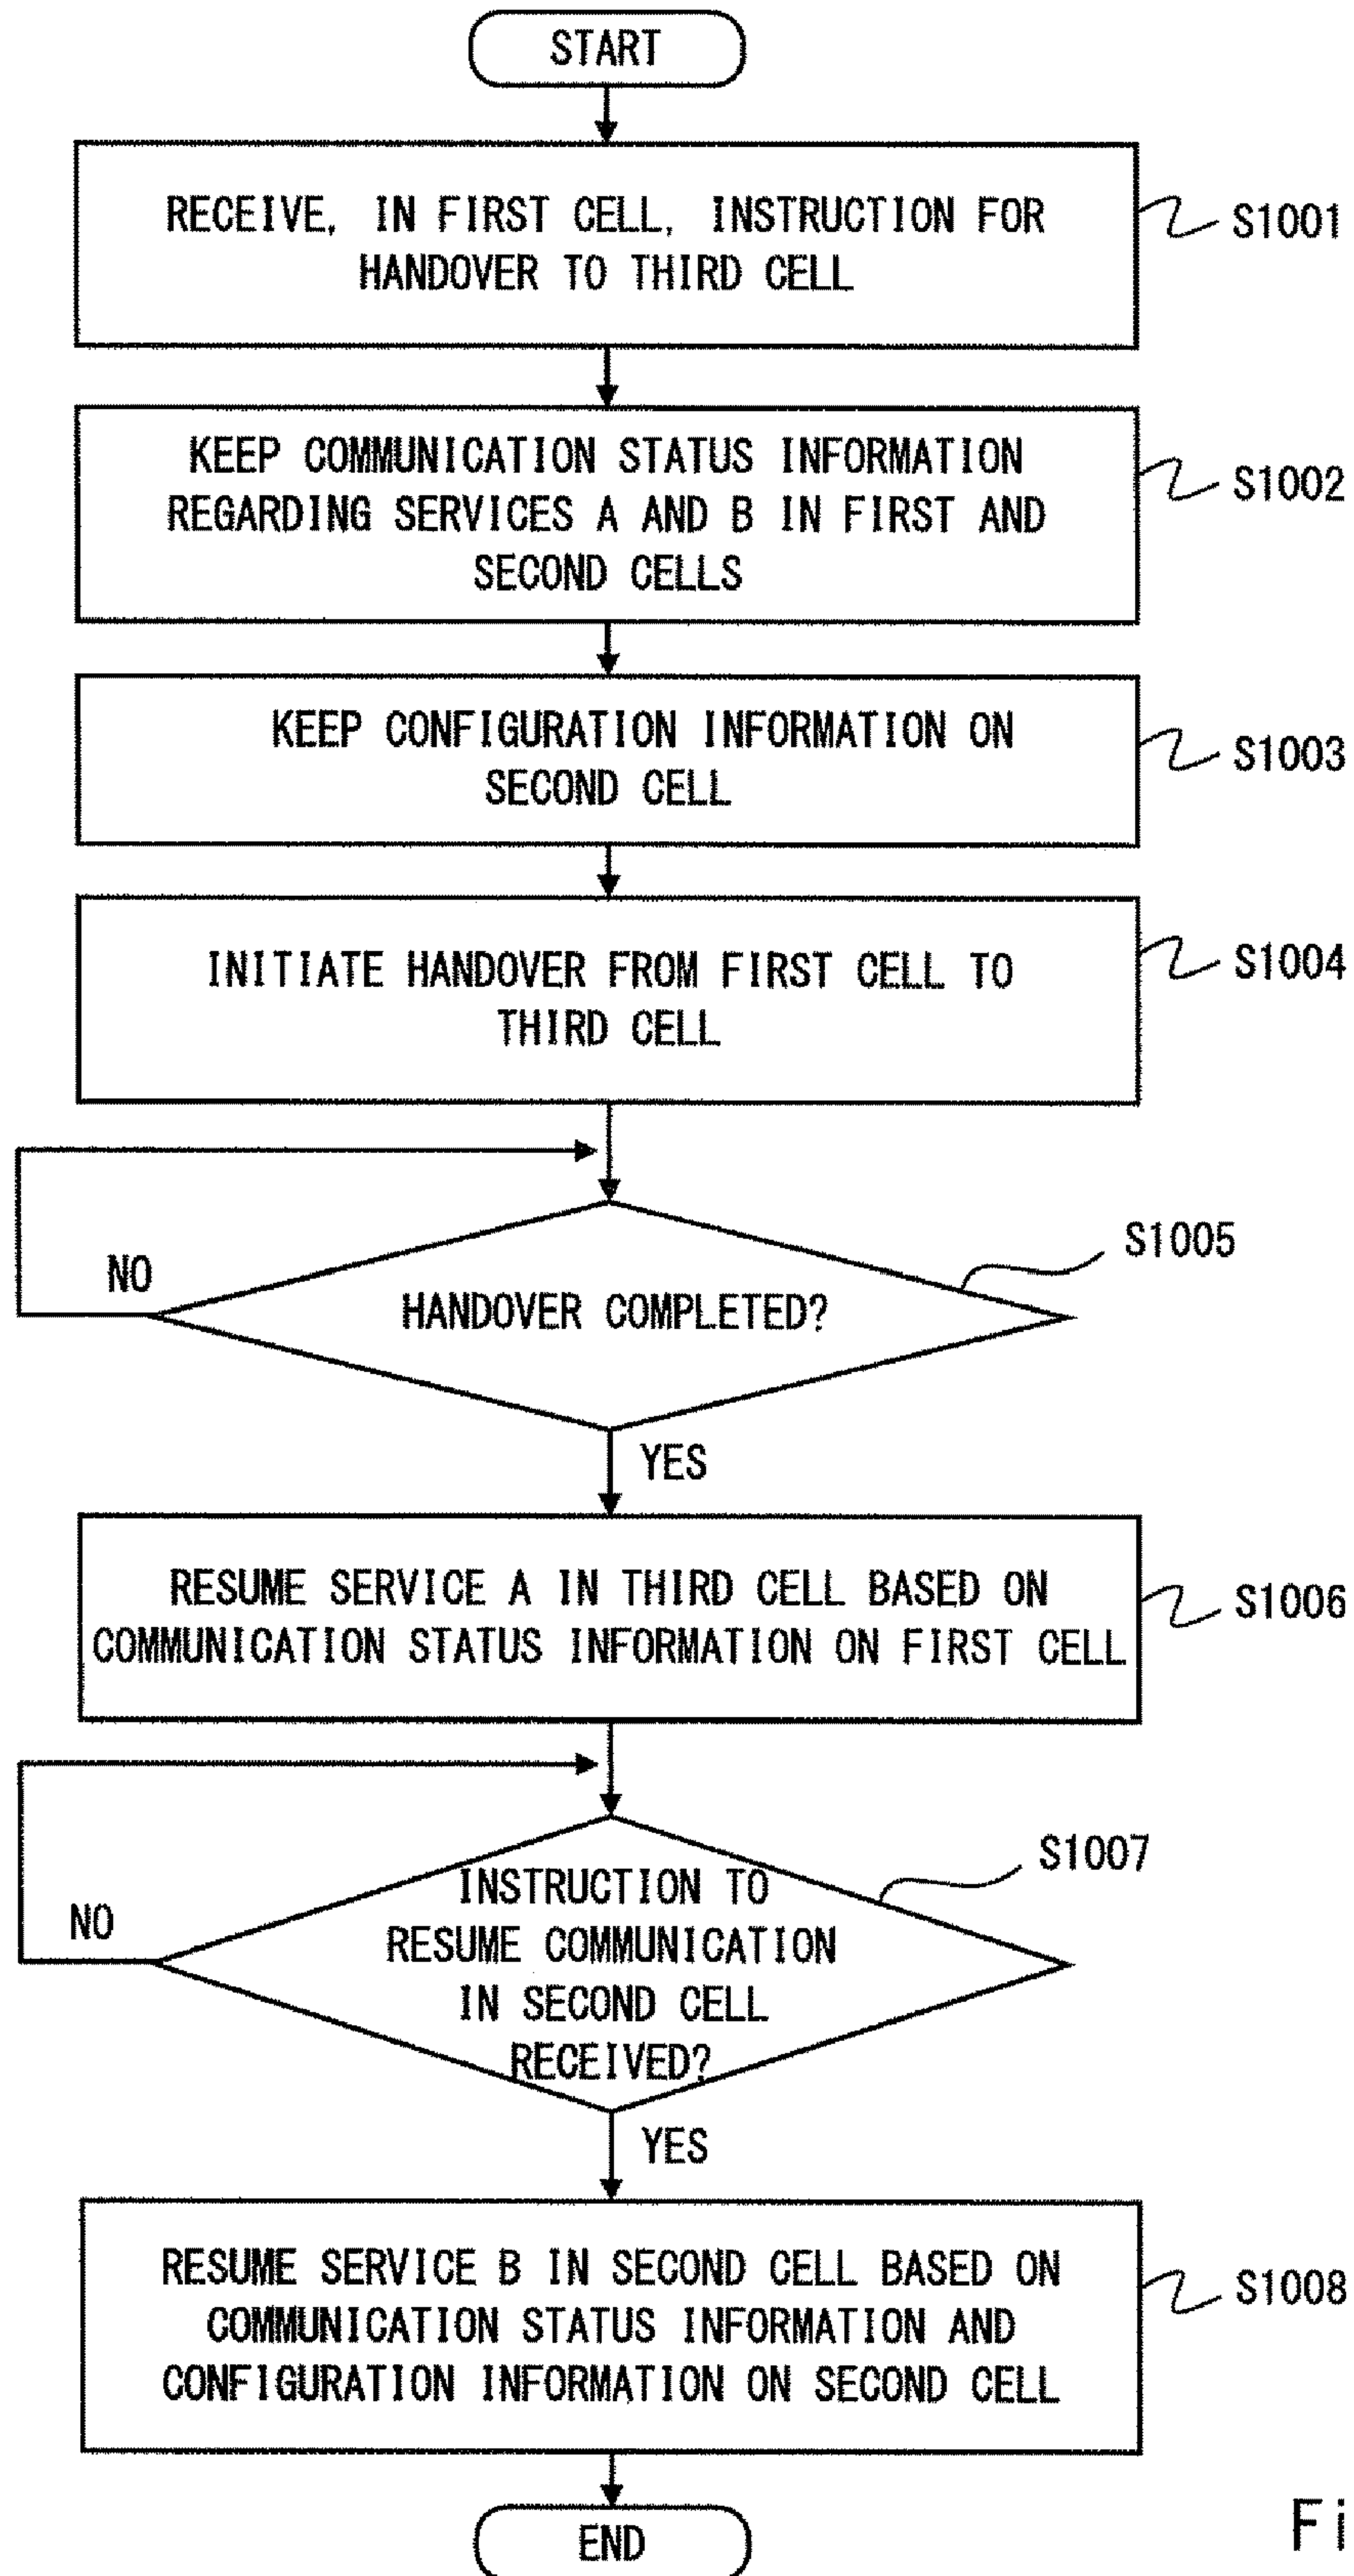 START
RECEIVE, IN FIRST CELL, INSTRUCTION FOR
HANDOVER TO THIRD CELL
S1001
KEEP COMMUNICATION STATUS INFORMATION
REGARDING SERVICES A AND B IN FIRST AND
SECOND CELLS
S1002
KEEP CONFIGURATION INFORMATION ON
SECOND CELL
S1003
INITIATE HANDOVER FROM FIRST CELL TO
THIRD CELL
S1004
S1005
NO
HANDOVER COMPLETED?
YES
RESUME SERVICE A IN THIRD CELL BASED ON
COMMUNICATION STATUS INFORMATION ON FIRST CELL
S1006
S1007
NO
INSTRUCTION TO
RESUME COMMUNICATION
IN SECOND CELL
RECEIVED?
YES
RESUME SERVICE B IN SECOND CELL BASED ON
COMMUNICATION STATUS INFORMATION AND
CONFIGURATION INFORMATION ON SECOND CELL
S1008
END
Fi